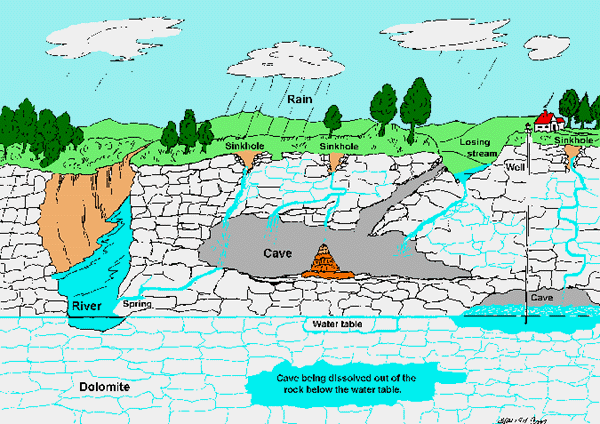 Rain
Sinkhole
Sinkhole
Losing
stream
Sinkhole
Well
Cave
Cave
River
Spring
Water table
Dolomite
Cave being dissolved out of the
rock below the water table.